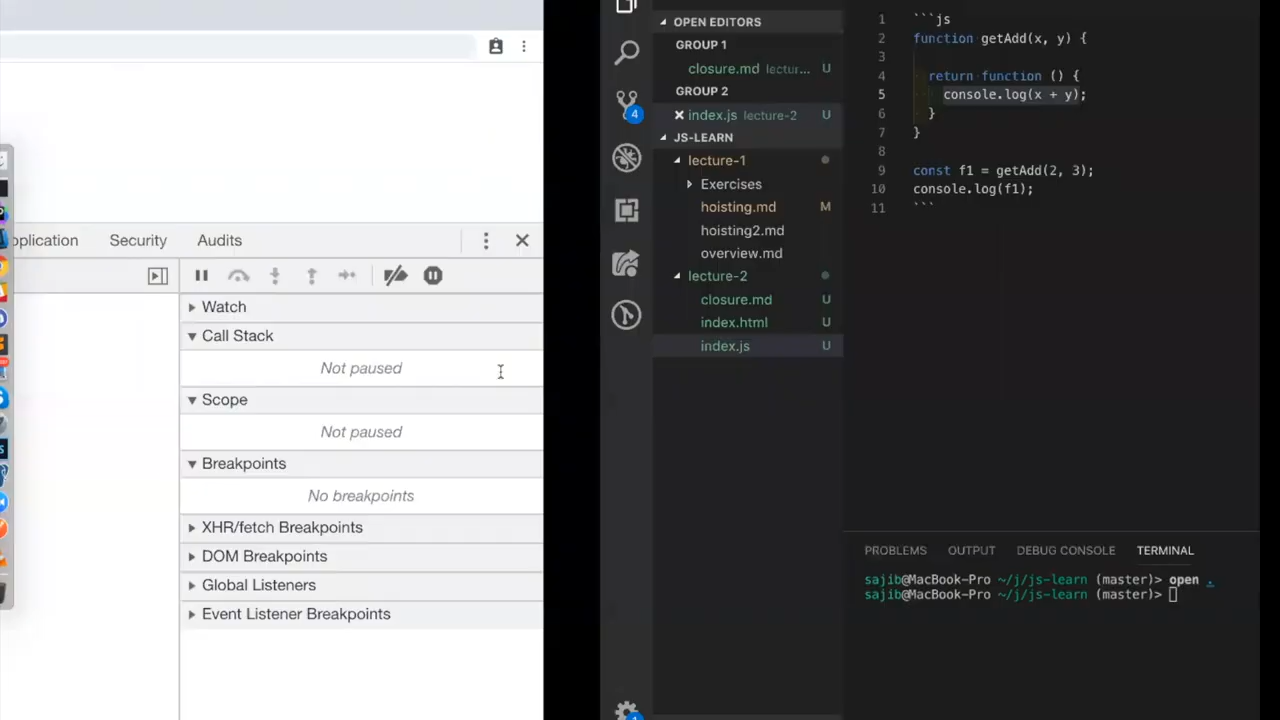 pplication Security Audits
Watch
Call Stack
Not paused
Scope
Not paused
Breakpoints
No breakpoints
XHR/fetch Breakpoints
DOM Breakpoints
Global Listeners
Event Listener Breakpoints
4
OPEN EDITORS
GROUP 1
closure.md lectur... U
GROUP 2
index.js lecture-2 U
JS-LEARN
lecture-1
Exercises
hoisting.md M
hoisting2.md
overview.md
lecture-2
closure.md U
index.html U
index.js U
1
1 ```js
2 function getAdd(x, y) {
3
4 return function () {
5 console.log(x + y);
6 }
7 }
8
9 const f1 = getAdd(2, 3);
10 console.log(f1);
11 ```
PROBLEMS OUTPUT DEBUG CONSOLE TERMINAL
sajib@MacBook-Pro ~/j/js-learn (master)> open .
sajib@MacBook-Pro ~/j/js-learn (master)>